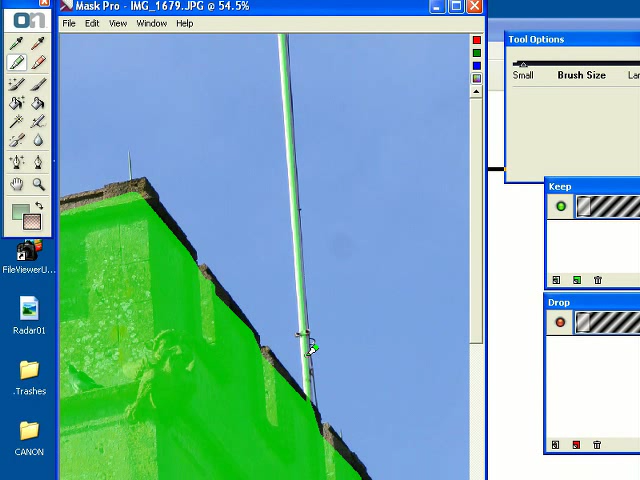 Mask Pro - IMG_1679.JPG @ 54.5%
File Edit View Window Help
on
Tool Options
Small Brush Size
Keep
Drop
FileViewerU...
Radar01
.Trashes
CANON